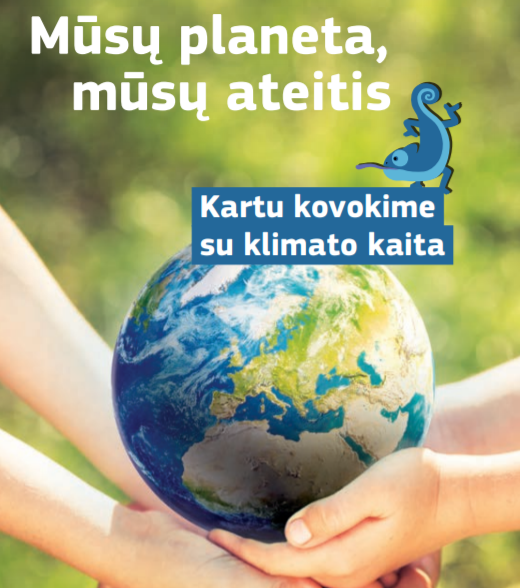 Mūsų planeta,
mūsų ateitis
Kartu kovokime
su klimato kaita